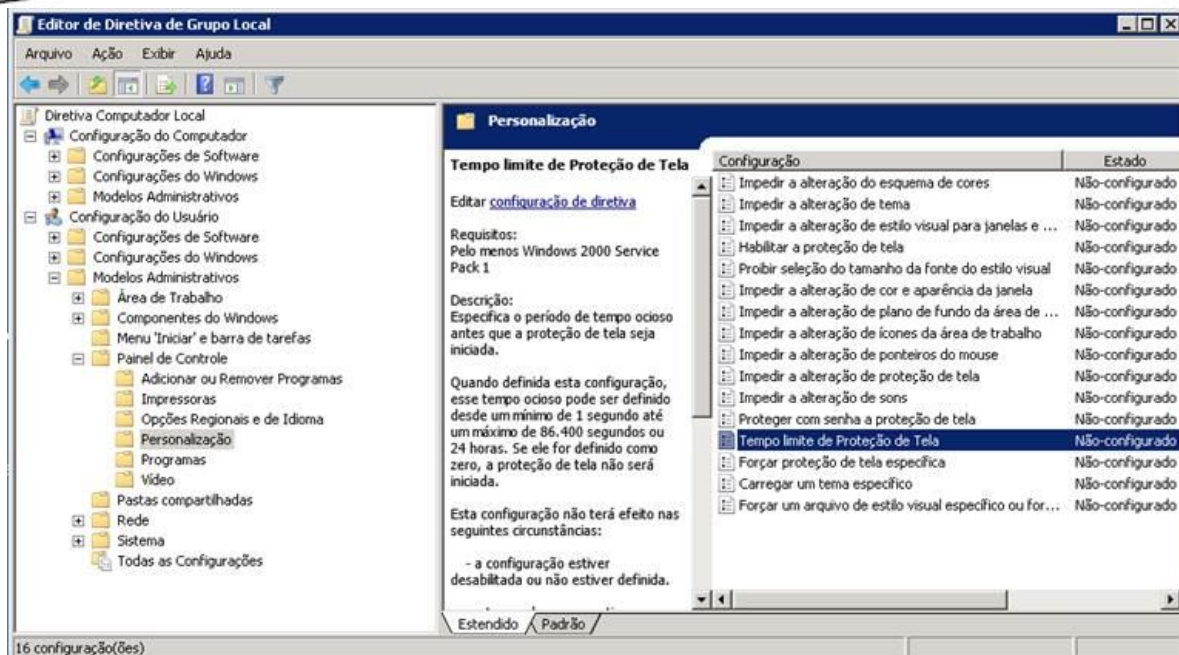 Editor de Diretiva de Grupo Local
Arquivo Ação Exibir Ajuda
Diretiva Computador Local
Configuração do Computador
Configurações de Software
Configurações do Windows
Modelos Administrativos
Configuração do Usuário
Configurações de Software
Configurações do Windows
Modelos Administrativos
Área de Trabalho
Componentes do Windows
Menu 'Iniciar' e barra de tarefas
Painel de Controle
Adicionar ou Remover Programas
Impressoras
Opções Regionais e de Idioma
Personalização
Programas
Vídeo
Pastas compartilhadas
Rede
Sistema
Todas as Configurações
Personalização
Tempo limite de Proteção de Tela
Editar configuração de diretiva
Requisitos:
Pelo menos Windows 2000 Service
Pack 1
Descrição:
Especifica o período de tempo ocioso
antes que a proteção de tela seja
iniciada.
Quando definida esta configuração,
esse tempo ocioso pode ser definido
desde um mínimo de 1 segundo até
um máximo de 86.400 segundos ou
24 horas. Se ele for definido como
zero, a proteção de tela não será
iniciada.
Esta configuração não terá efeito nas
seguintes circunstâncias:
- a configuração estiver
desabilitada ou não estiver definida.
Configuração Estado
Impedir a alteração do esquema de cores Não-configurado
Impedir a alteração de tema Não-configurado
Impedir a alteração de estilo visual para janelas e ... Não-configurado
Habilitar a proteção de tela Não-configurado
Proibir seleção do tamanho da fonte do estilo visual Não-configurado
Impedir a alteração de cor e aparência da janela Não-configurado
Impedir a alteração de plano de fundo da área de ... Não-configurado
Impedir a alteração de ícones da área de trabalho Não-configurado
Impedir a alteração de ponteiros do mouse Não-configurado
Impedir a alteração de proteção de tela Não-configurado
Impedir a alteração de sons Não-configurado
Proteger com senha a proteção de tela Não-configurado
Tempo limite de Proteção de Tela Não-configurado
Forçar proteção de tela específica Não-configurado
Carregar um tema específico Não-configurado
Forçar um arquivo de estilo visual específico ou for... Não-configurado
Estendido Padrão
16 configuração(ões)